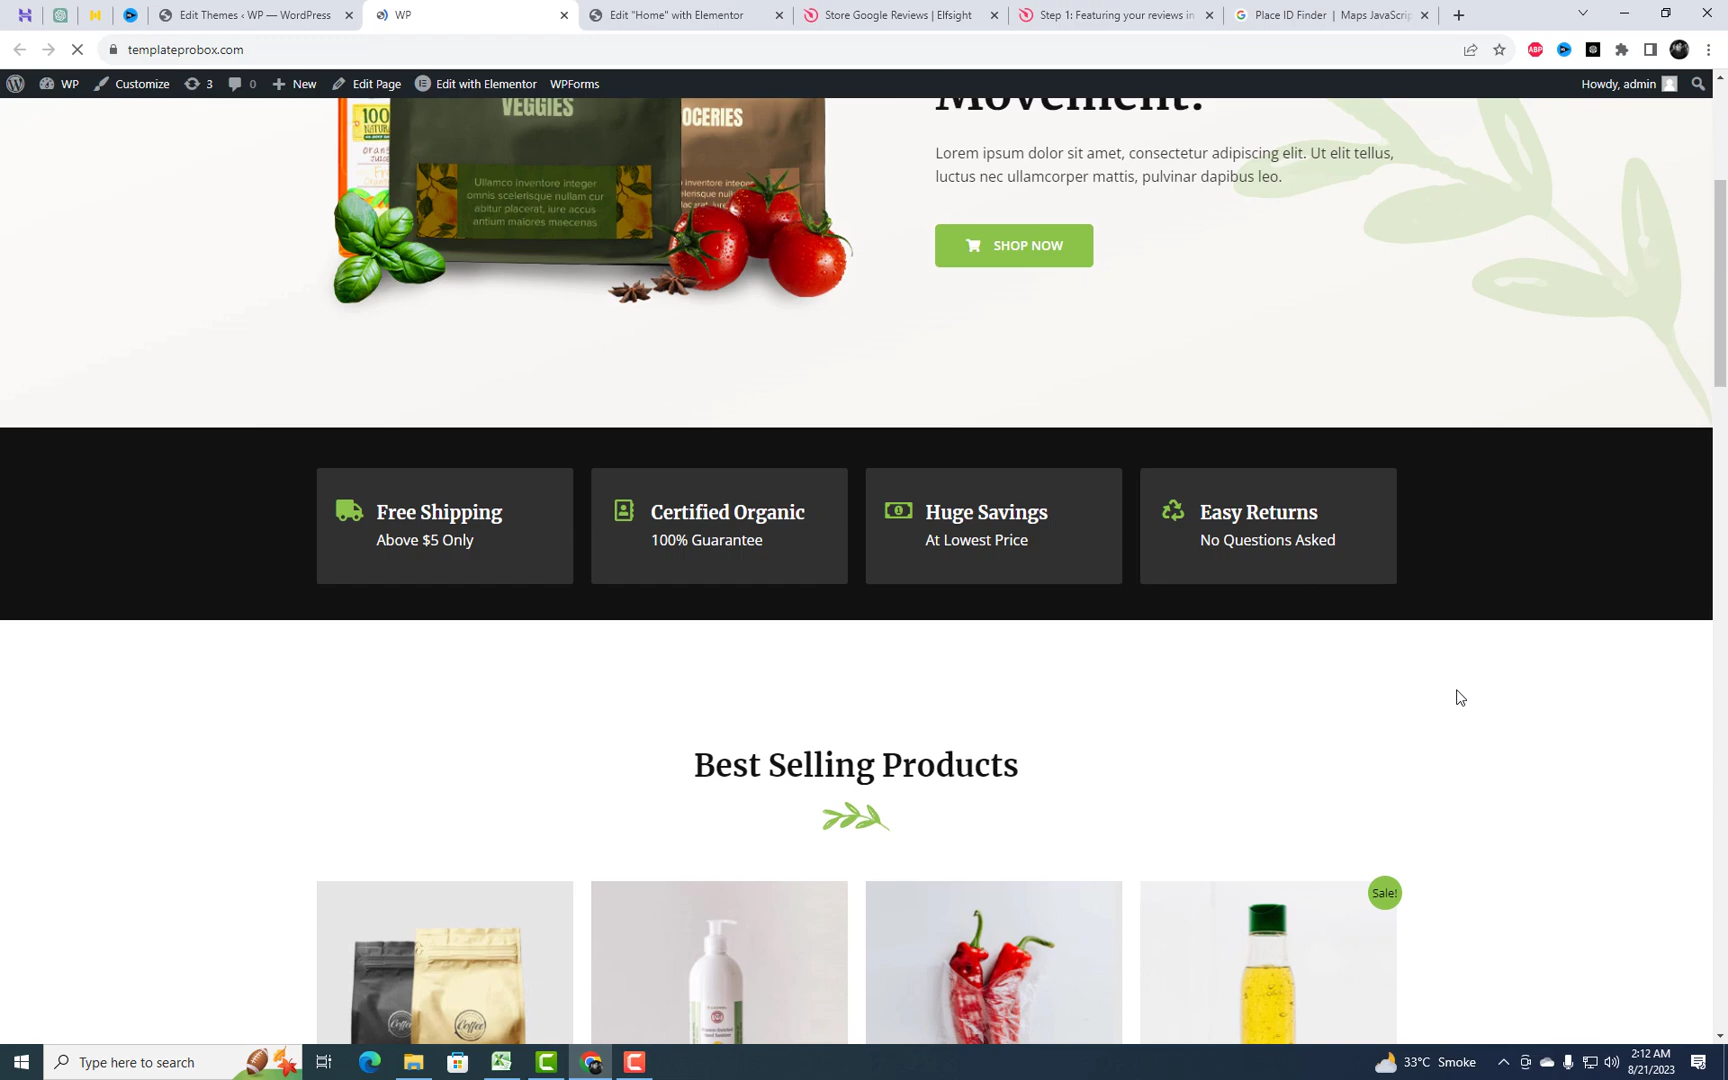 Edit Themes ‹ WP — WordPress
WP
Edit "Home" with Elementor
Store Google Reviews | Elfsight
Step 1: Featuring your reviews in
Place ID Finder | Maps JavaScrip
templateprobox.com
ABP
WP
Customize
3
0
New
Edit Page
Edit with Elementor
WPForms
Howdy, admin
Movement!
VEGGIES
OCERIES
100%
NATUR
orang
JUICE
Ullamco inventore integer
omnis scelerisque nullam cur
abitur placerat, iure accus
antium maiores maecenas
Lorem ipsum dolor sit amet, consectetur adipiscing elit. Ut elit tellus,
luctus nec ullamcorper mattis, pulvinar dapibus leo.
SHOP NOW
Free Shipping
Above $5 Only
Certified Organic
100% Guarantee
Huge Savings
At Lowest Price
Easy Returns
No Questions Asked
Best Selling Products
Sale!
Coffee
Type here to search
33°C Smoke
2:12 AM
8/21/2023